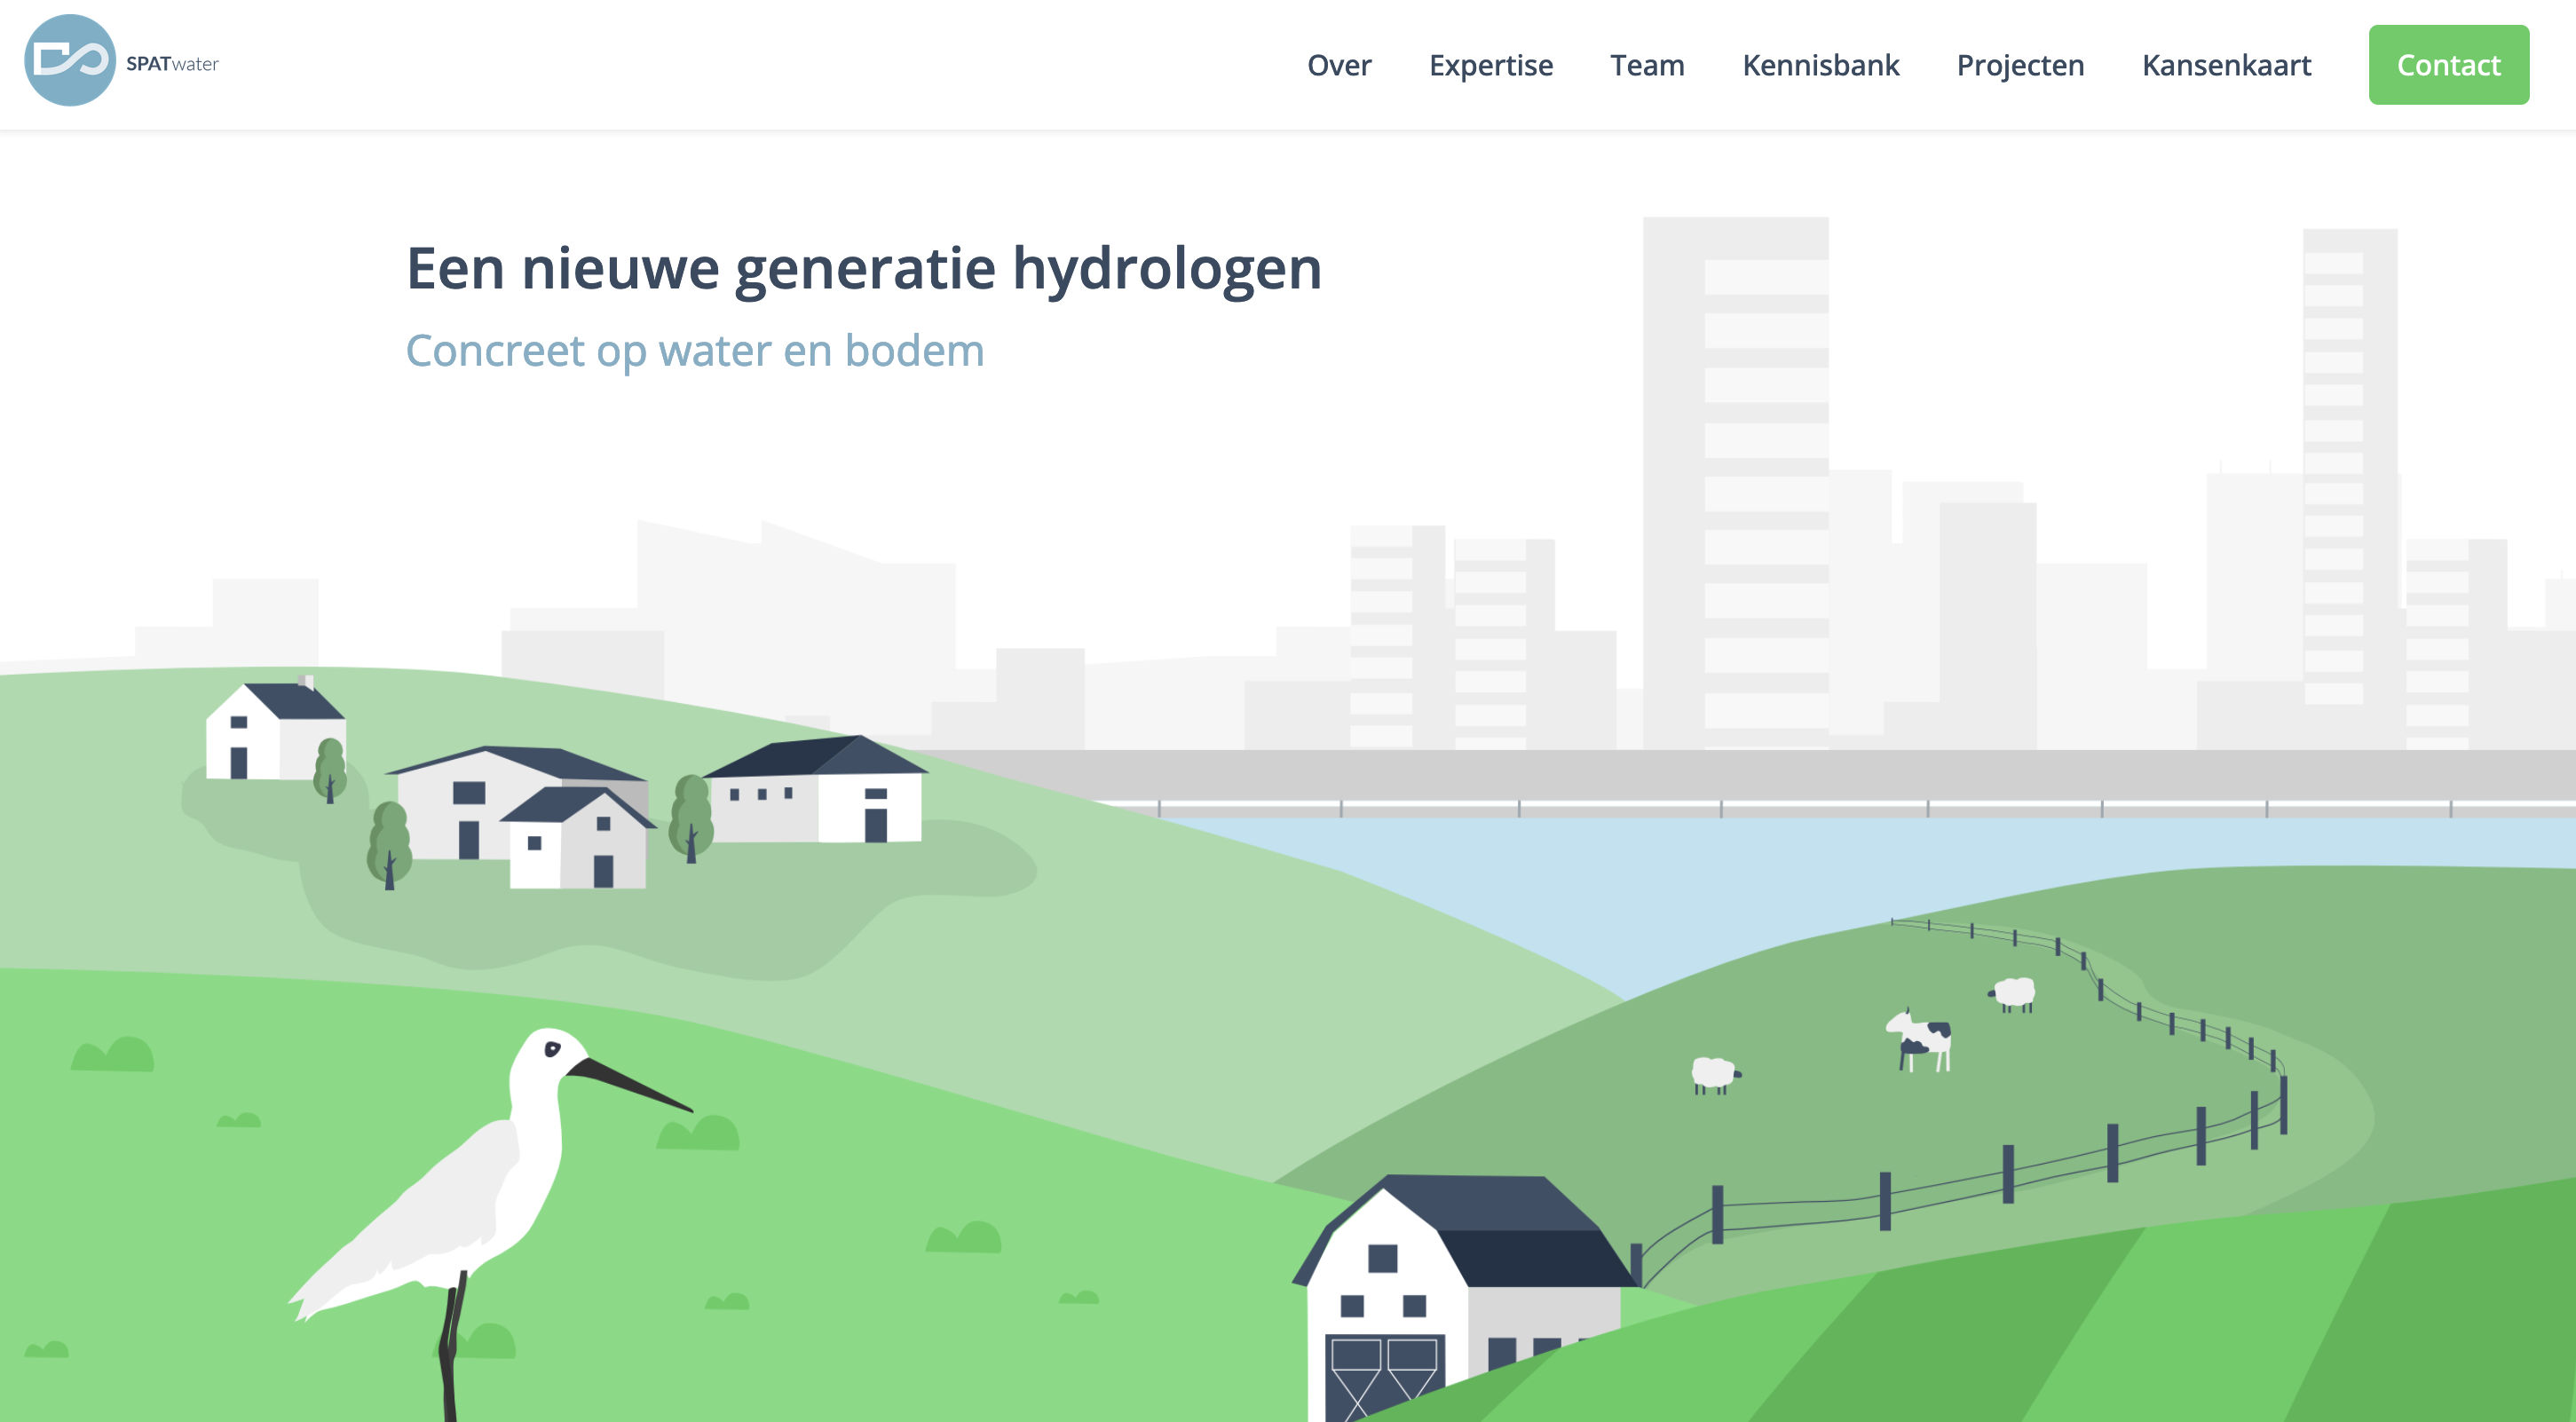 SPATwater
Over Expertise Team Kennisbank Projecten Kansenkaart Contact
Een nieuwe generatie hydrologen
Concreet op water en bodem